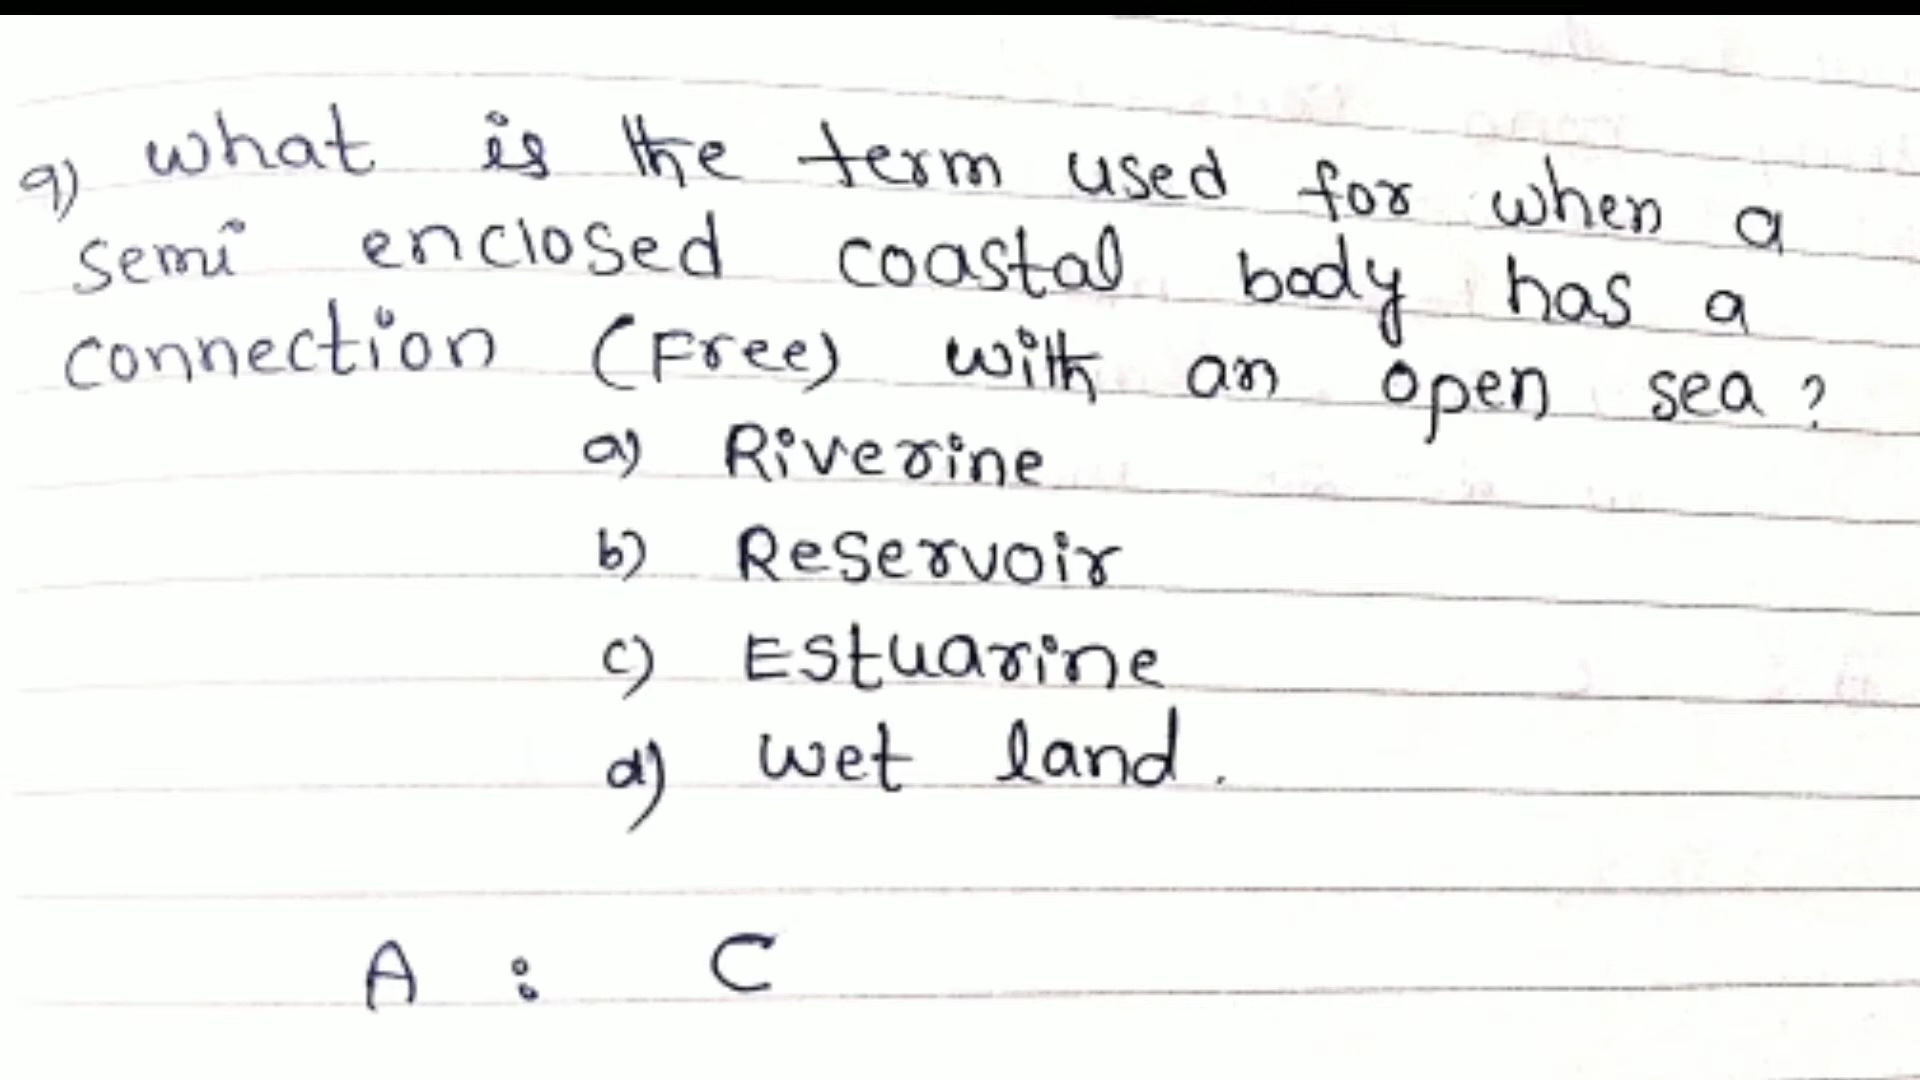 9) what is the term used for when a
semi enclosed coastal body has a
connection (Free) with an open sea?
a) Riverine
b) Reservoir
c) Estuarine
d) wet land.
A : C